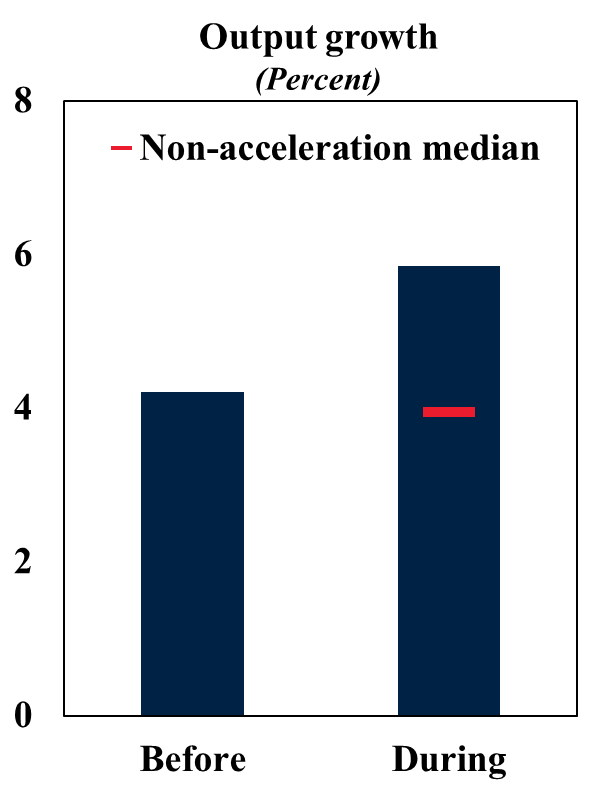 Output growth
(Percent)
8
Non-acceleration median
6
4
2
0
Before During